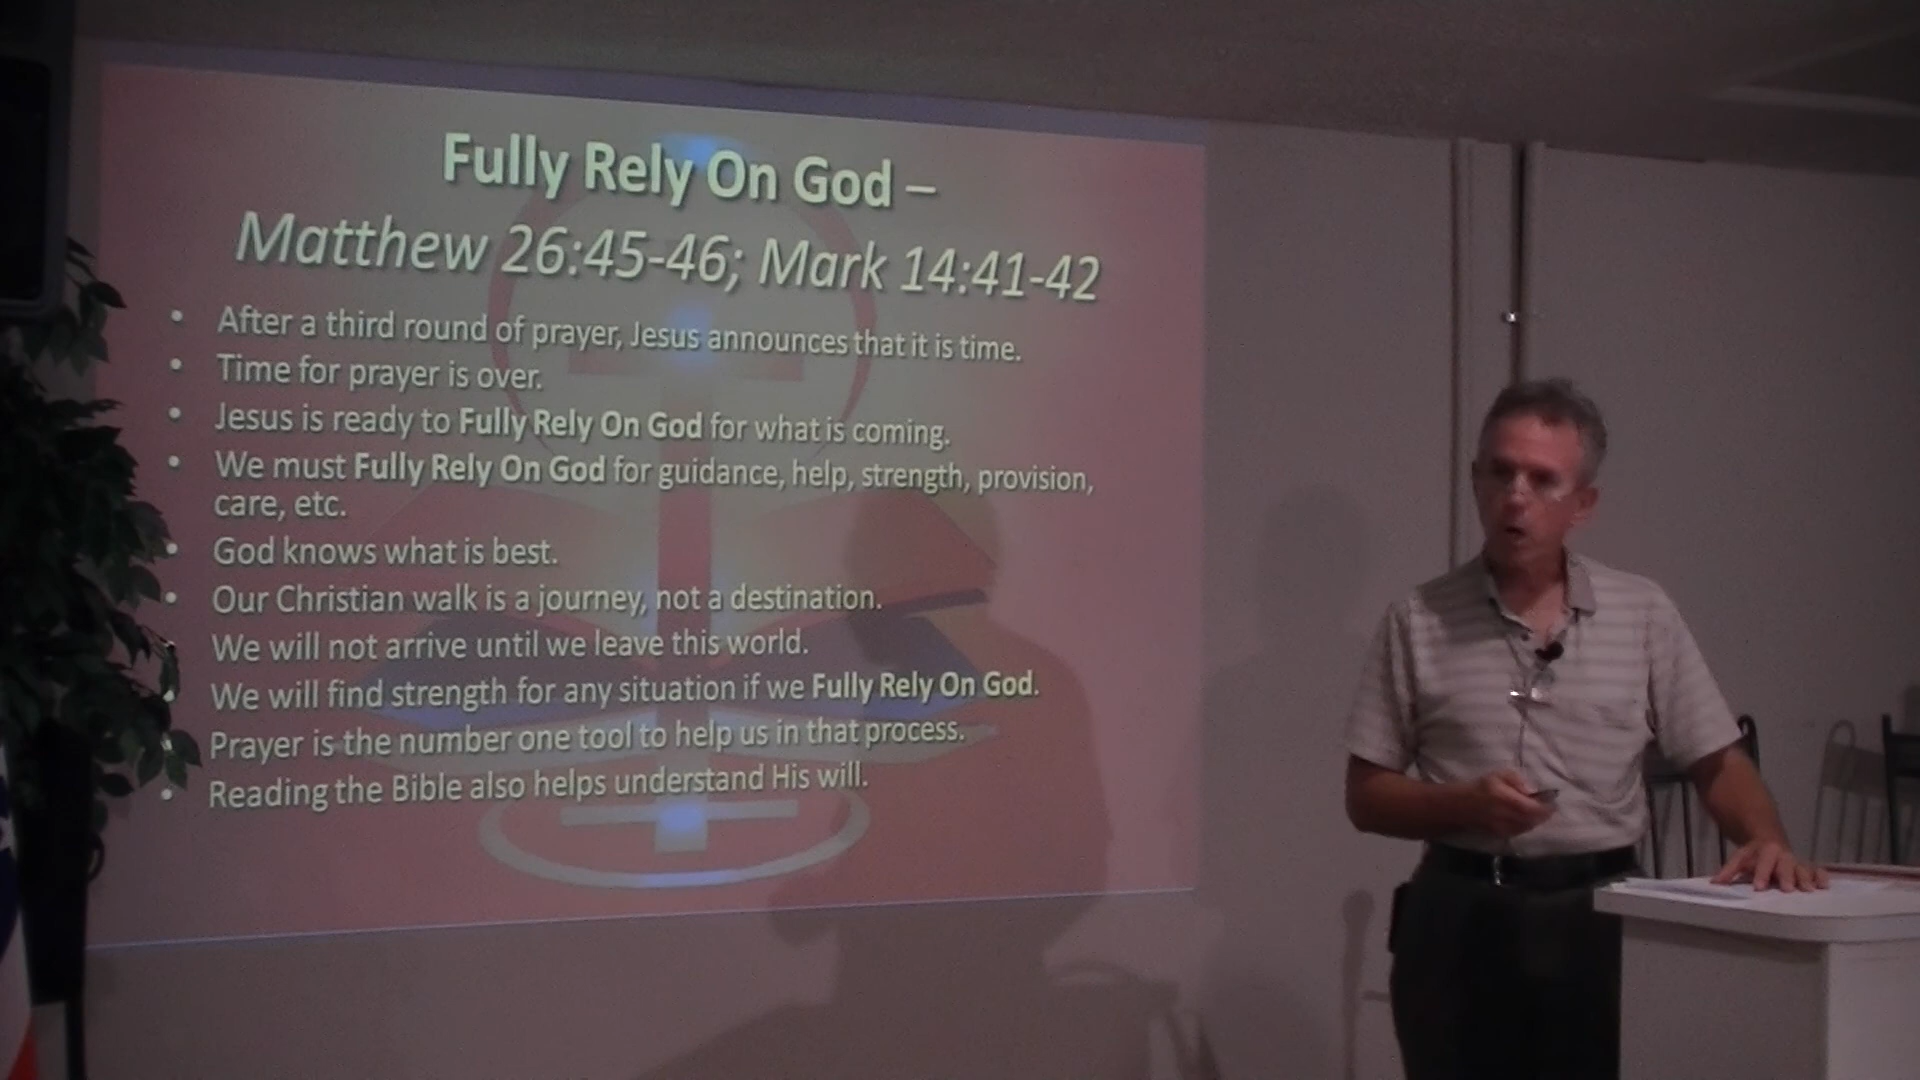 Fully Rely On God –
Matthew 26:45-46; Mark 14:41-42
• After a third round of prayer, Jesus announces that it is time.
• Time for prayer is over.
• Jesus is ready to Fully Rely On God for what is coming.
• We must Fully Rely On God for guidance, help, strength, provision,
care, etc.
• God knows what is best.
• Our Christian walk is a journey, not a destination.
• We will not arrive until we leave this world.
• We will find strength for any situation if we Fully Rely On God.
• Prayer is the number one tool to help us in that process.
• Reading the Bible also helps understand His will.